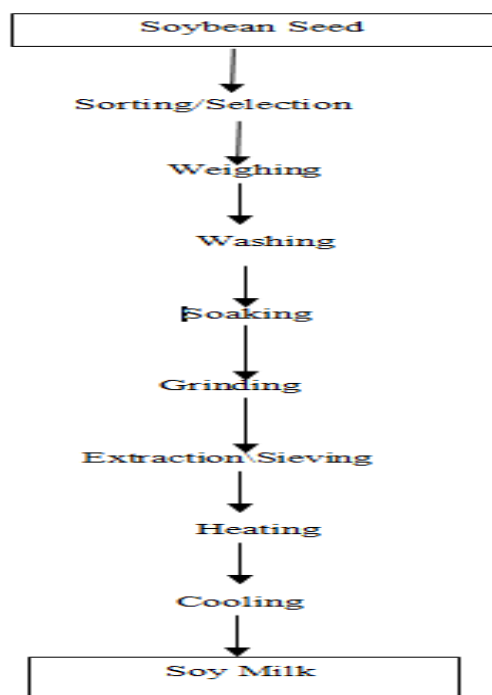 Soybean Seed
Sorting/Selection
Weighing
Washing
Soaking
Grinding
Extraction\Sieving
Heating
Cooling
Soy Milk